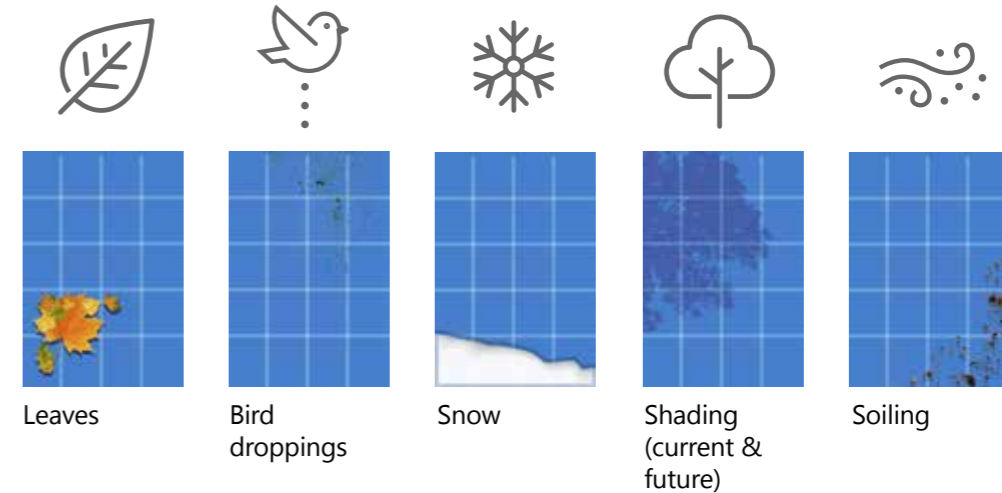 Leaves
Bird
droppings
Snow
Shading
(current &
future)
Soiling